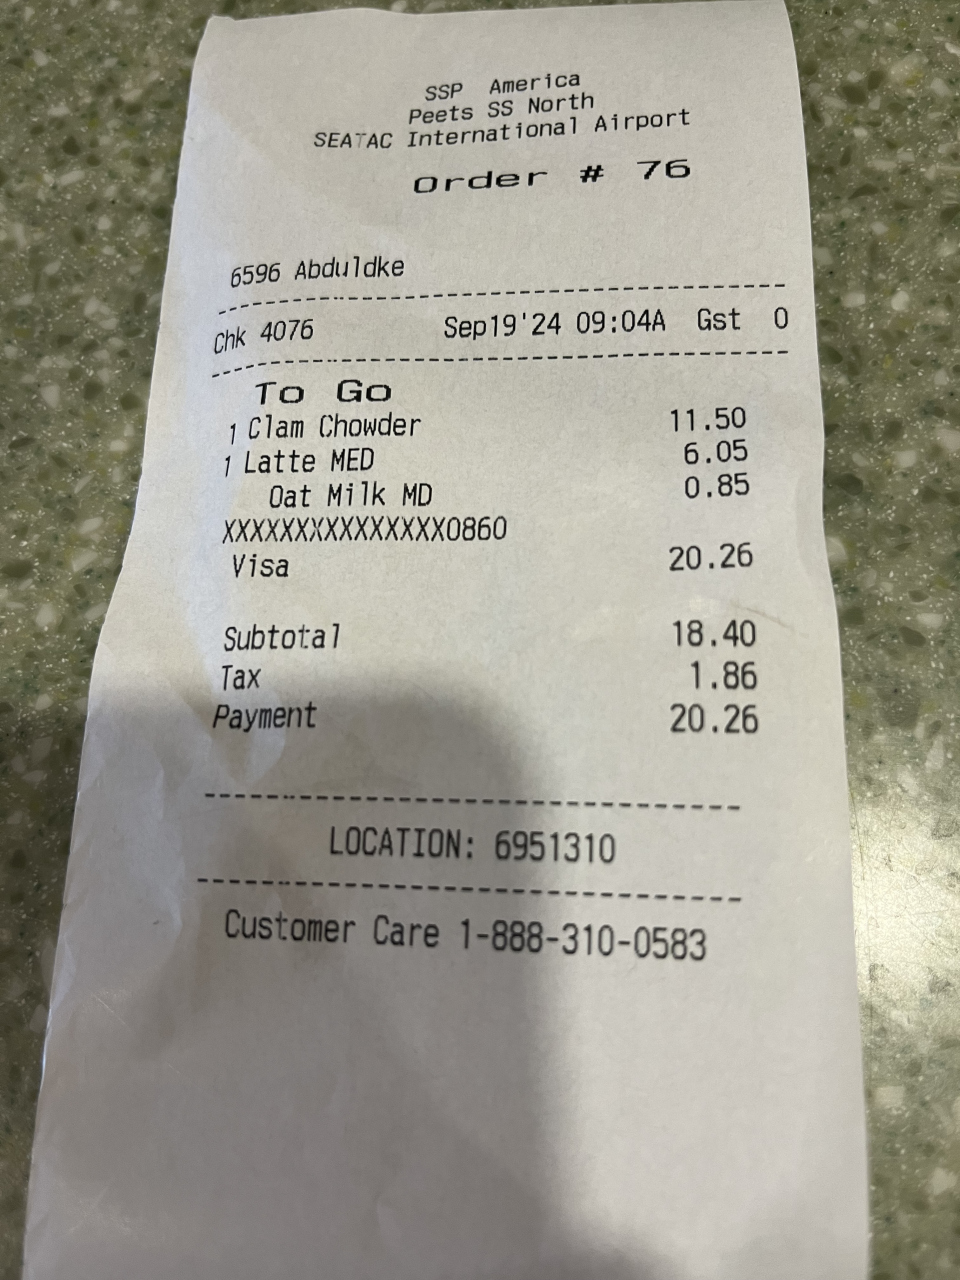 SSP America
Peets SS North
SEATAC International Airport
Order # 76
6596 Abduldke
Chk 4076 Sep19'24 09:04A Gst 0
To Go
1 Clam Chowder 11.50
1 Latte MED 6.05
Oat Milk MD 0.85
XXXXXXXXXXXXXXX0860
Visa 20.26
Subtotal 18.40
Tax 1.86
Payment 20.26
LOCATION: 6951310
Customer Care 1-888-310-0583